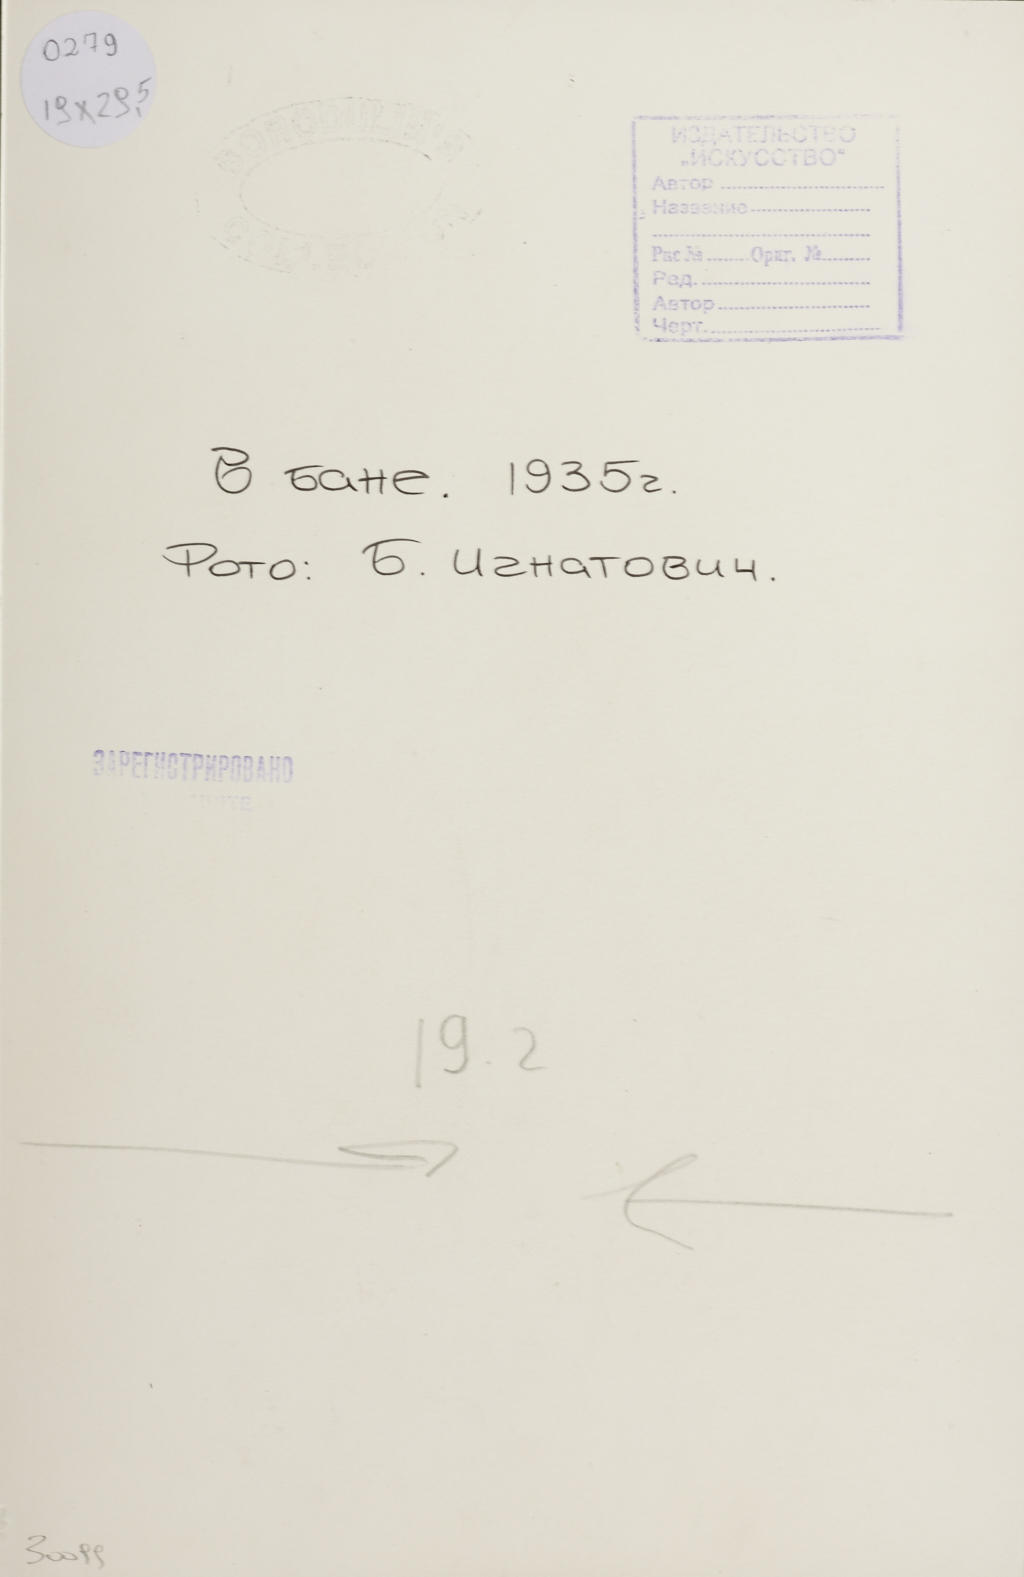 0279
19x29,5
ИЗДАТЕЛЬСТВО
„ИСКУССТВО“
Автор
Название
Рис № Ориг. №
Ред.
Автор
Черт.
В бане. 1935г.
Фото: Б. Игнатович.
ЗАРЕГИСТРИРОВАНО
19.2